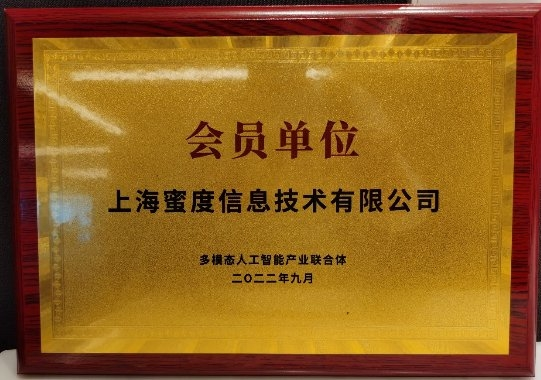 会员单位
上海蜜度信息技术有限公司
多模态人工智能产业联合体
二〇二二年九月